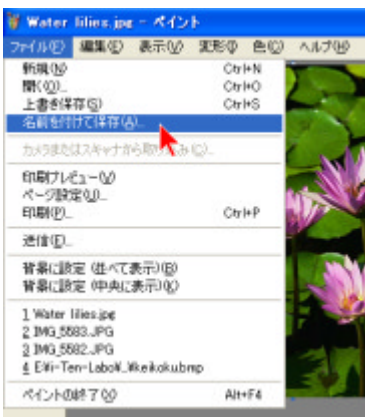 Water lilies.jpg - ペイント
ファイル(F) 編集(E) 表示(V) 変形(I) 色(C) ヘルプ(H)
新規(N) Ctrl+N
開く(O)... Ctrl+O
上書き保存(S) Ctrl+S
名前を付けて保存(A)...
カメラまたはスキャナから取り込み(C)...
印刷プレビュー(V)
ページ設定(U)...
印刷(P)... Ctrl+P
送信(E)...
背景に設定 (並べて表示)(B)
背景に設定 (中央に表示)(K)
1 Water lilies.jpg
2 IMG_5583.JPG
3 IMG_5582.JPG
4 E:¥i-Ten-Labo¥_¥keikoku.bmp
ペイントの終了(X) Alt+F4